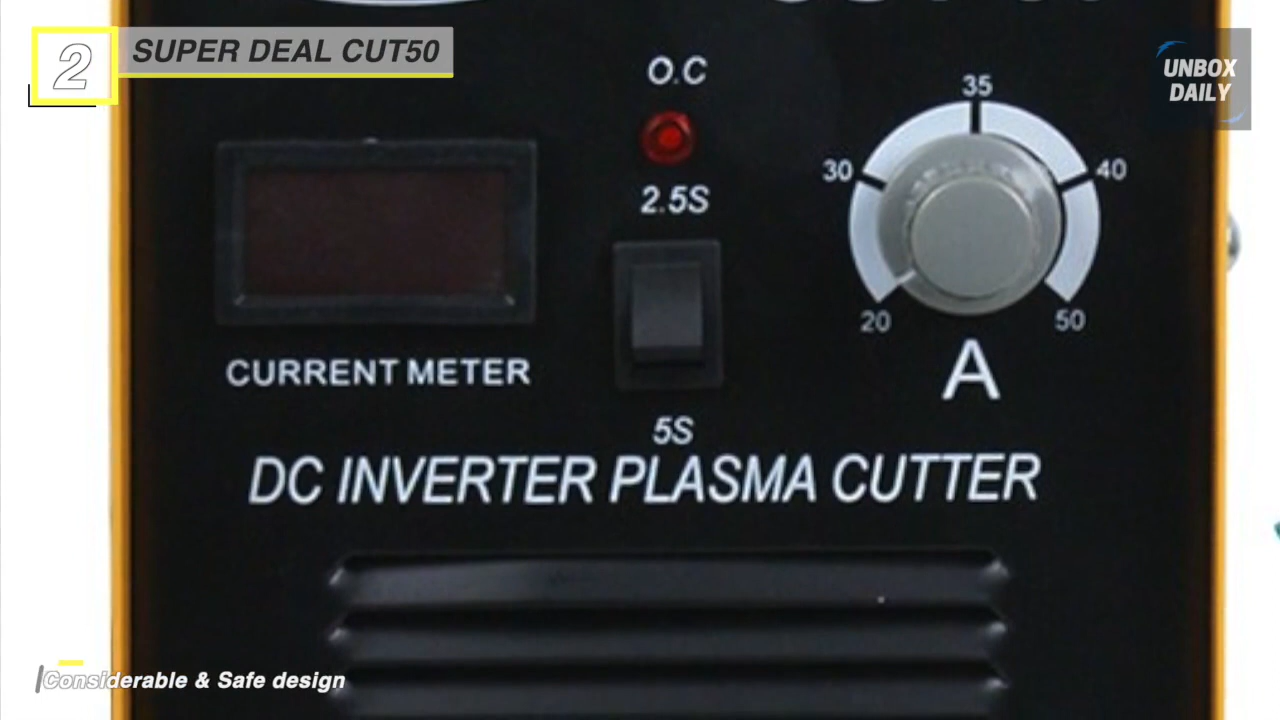 2
SUPER DEAL CUT50
UNBOX
DAILY
O.C
2.5S
5S
CURRENT METER
20
30
35
40
50
A
DC INVERTER PLASMA CUTTER
Considerable & Safe design